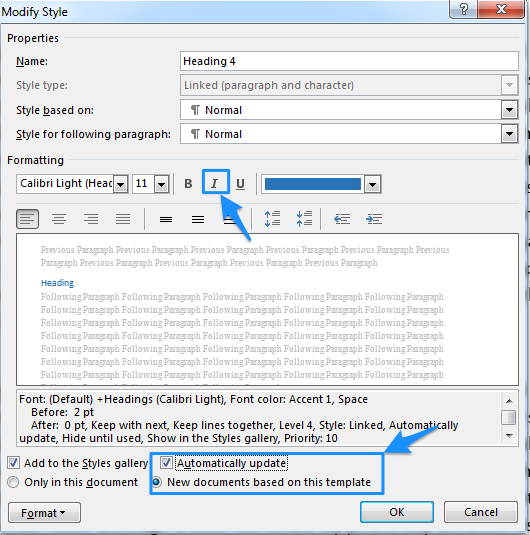 Modify Style
Properties
Name: Heading 4
Style type: Linked (paragraph and character)
Style based on: ¶ Normal
Style for following paragraph: ¶ Normal
Formatting
Calibri Light (Head 11 B I U
Previous Paragraph Previous Paragraph Previous Paragraph Previous Paragraph Previous
Paragraph Previous Paragraph Previous Paragraph Previous Paragraph
Heading
Following Paragraph Following Paragraph Following Paragraph Following Paragraph Following Paragraph
Following Paragraph Following Paragraph Following Paragraph Following Paragraph Following Paragraph
Following Paragraph Following Paragraph Following Paragraph Following Paragraph Following Paragraph
Following Paragraph Following Paragraph Following Paragraph Following Paragraph Following Paragraph
Following Paragraph Following Paragraph Following Paragraph Following Paragraph Following Paragraph
Following Paragraph Following Paragraph Following Paragraph Following Paragraph Following Paragraph
Following Paragraph Following Paragraph Following Paragraph Following Paragraph Following Paragraph
Font: (Default) +Headings (Calibri Light), Font color: Accent 1, Space
Before: 2 pt
After: 0 pt, Keep with next, Keep lines together, Level 4, Style: Linked, Automatically
update, Hide until used, Show in the Styles gallery, Priority: 10
Add to the Styles gallery Automatically update
Only in this document New documents based on this template
Format OK Cancel